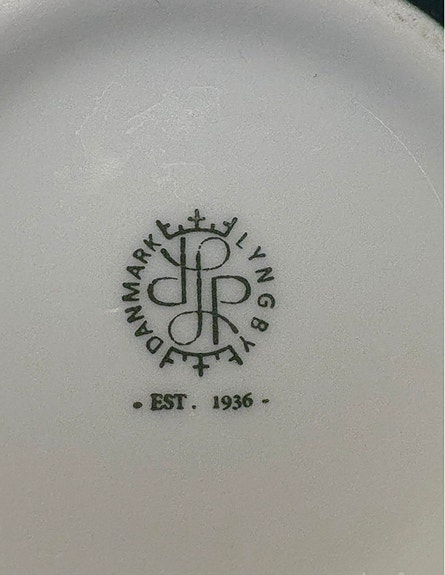 DANMARK LYNGBY
• EST. 1936 •